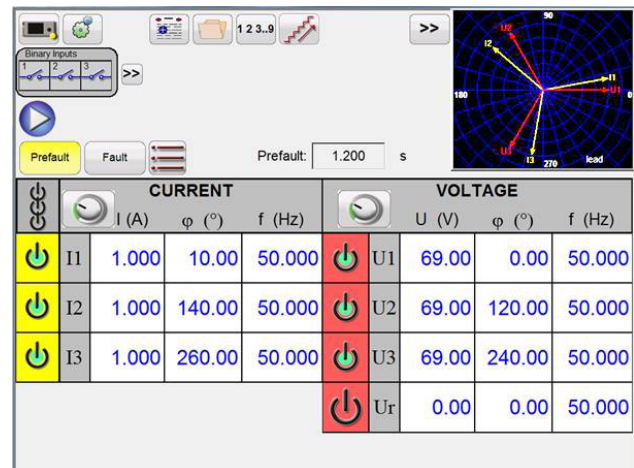 1 2 3..9
>>
Binary Inputs
1 2 3
>>
Prefault
Fault
Prefault: 1.200 s
90
U2
I2
I1
180
U1
0
U3
I3
270
lead
CURRENT VOLTAGE
I (A) φ (°) f (Hz) U (V) φ (°) f (Hz)
I1 1.000 10.00 50.000 U1 69.00 0.00 50.000
I2 1.000 140.00 50.000 U2 69.00 120.00 50.000
I3 1.000 260.00 50.000 U3 69.00 240.00 50.000
Ur 0.00 0.00 50.000